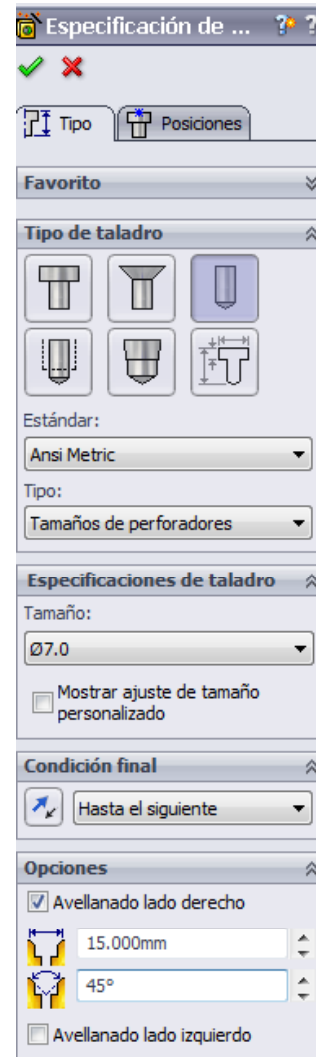 Especificación de ...
Tipo
Posiciones
Favorito
Tipo de taladro
Estándar:
Ansi Metric
Tipo:
Tamaños de perforadores
Especificaciones de taladro
Tamaño:
Ø7.0
Mostrar ajuste de tamaño
personalizado
Condición final
Hasta el siguiente
Opciones
Avellanado lado derecho
15.000mm
45°
Avellanado lado izquierdo